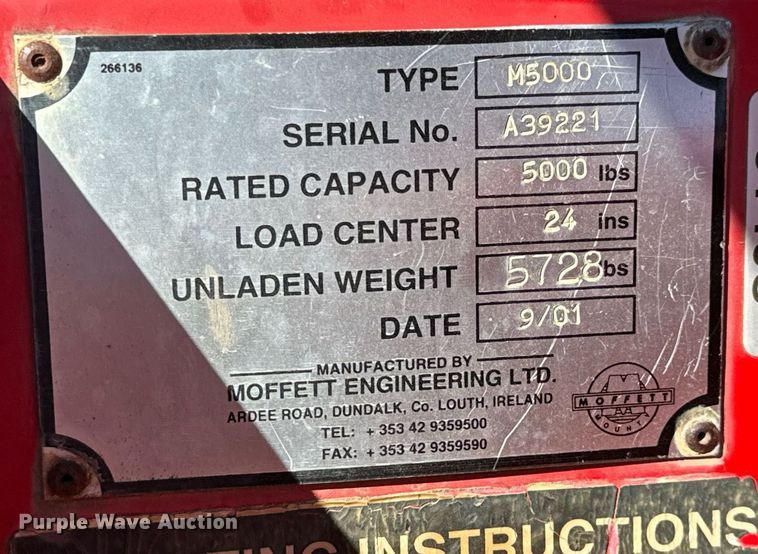 266136
TYPE M5000
SERIAL No. A39221
RATED CAPACITY 5000 lbs
LOAD CENTER 24 ins
UNLADEN WEIGHT 5728 lbs
DATE 9/01
MANUFACTURED BY
MOFFETT ENGINEERING LTD.
ARDEE ROAD, DUNDALK, Co. LOUTH, IRELAND
TEL: + 353 42 9359500
FAX: + 353 42 9359590
MOFFETT
Purple Wave Auction
INSTRUCTIONS